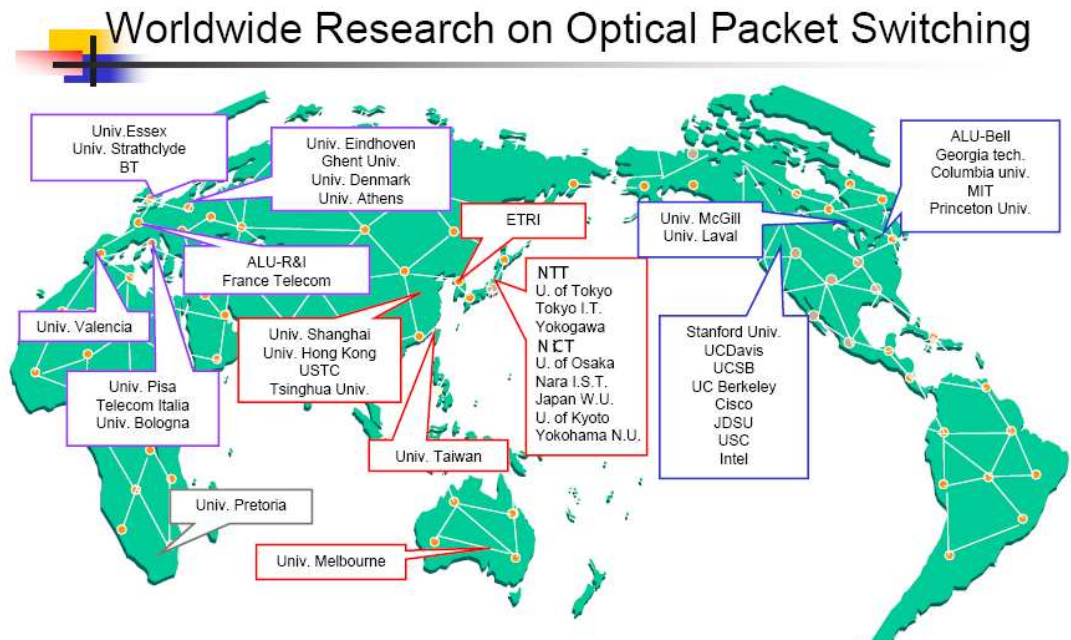 Worldwide Research on Optical Packet Switching
Univ.Essex
Univ. Strathclyde
BT
Univ. Eindhoven
Ghent Univ.
Univ. Denmark
Univ. Athens
ALU-Bell
Georgia tech.
Columbia univ.
MIT
Princeton Univ.
ETRI
Univ. McGill
Univ. Laval
ALU-R&I
France Telecom
NTT
U. of Tokyo
Tokyo I.T.
Yokogawa
NICT
U. of Osaka
Nara I.S.T.
Japan W.U.
U. of Kyoto
Yokohama N.U.
Univ. Valencia
Univ. Shanghai
Univ. Hong Kong
USTC
Tsinghua Univ.
Stanford Univ.
UCDavis
UCSB
UC Berkeley
Cisco
JDSU
USC
Intel
Univ. Pisa
Telecom Italia
Univ. Bologna
Univ. Taiwan
Univ. Pretoria
Univ. Melbourne